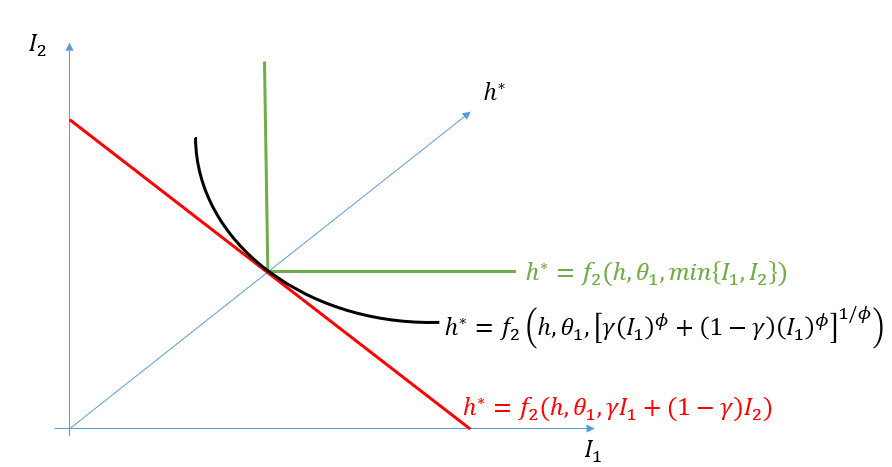 I₂
h*
h* = f₂(h, θ₁, min{I₁, I₂})
h* = f₂(h, θ₁, [γ(I₁)^ϕ + (1 − γ)(I₁)^ϕ]^1/ϕ)
h* = f₂(h, θ₁, γI₁ + (1 − γ)I₂)
I₁